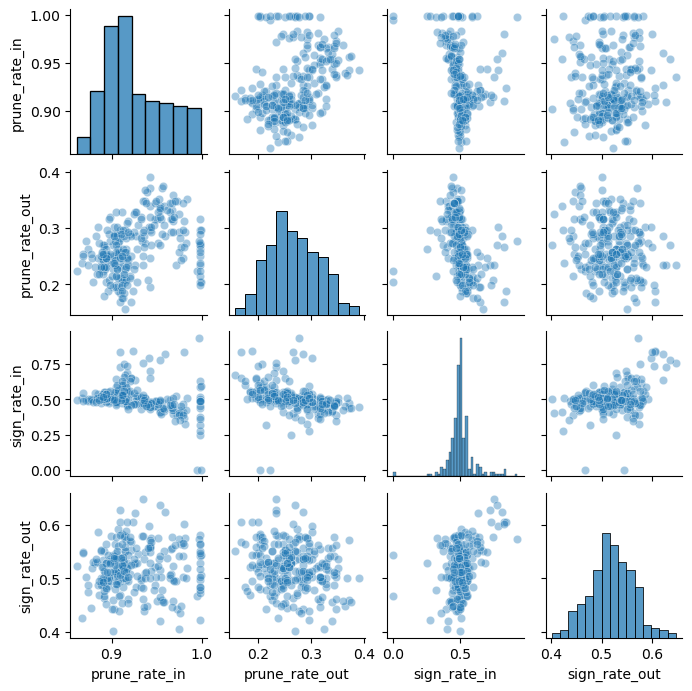 prune_rate_in
1.00
0.95
0.90
prune_rate_out
0.4
0.3
0.2
sign_rate_in
0.75
0.50
0.25
0.00
sign_rate_out
0.6
0.5
0.4
0.9 1.0 0.2 0.3 0.4 0.0 0.5 0.4 0.5 0.6
prune_rate_in prune_rate_out sign_rate_in sign_rate_out